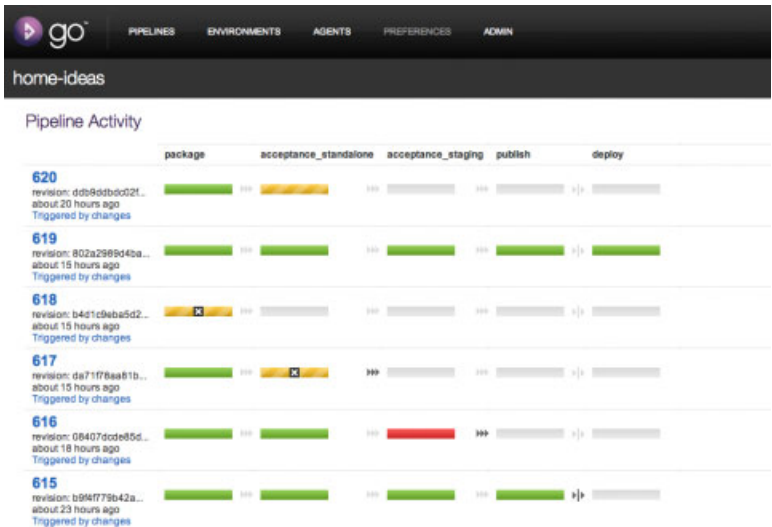 go™ PIPELINES ENVIRONMENTS AGENTS PREFERENCES ADMIN
home-ideas
Pipeline Activity
package acceptance_standalone acceptance_staging publish deploy
620
revision: ddb9ddbdc02f...
about 20 hours ago
Triggered by changes
619
revision: 802a2989d4ba...
about 15 hours ago
Triggered by changes
618
revision: b4d1c9eba5d2...
about 15 hours ago
Triggered by changes
617
revision: da71f78aa81b...
about 15 hours ago
Triggered by changes
616
revision: 08407dcde85d...
about 18 hours ago
Triggered by changes
615
revision: b9f4f779b42a...
about 23 hours ago
Triggered by changes